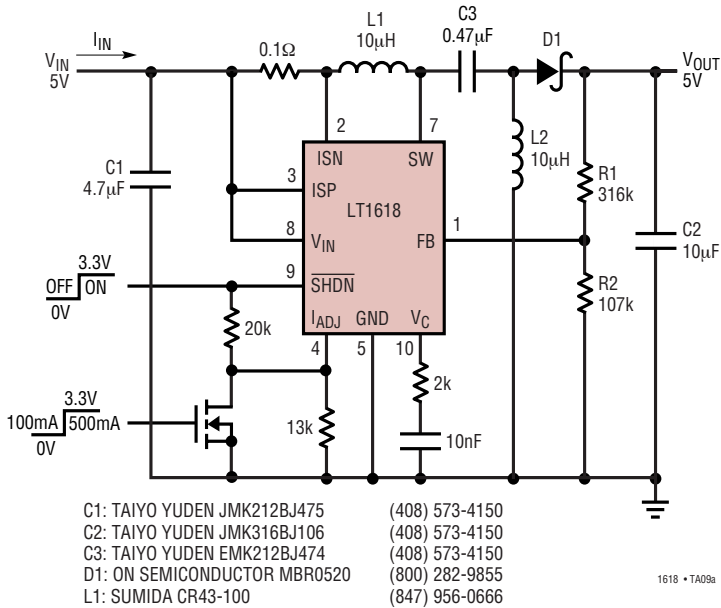 I_IN
V_IN
5V
0.1Ω
L1
10µH
C3
0.47µF
D1
V_OUT
5V
2
7
C1
4.7µF
ISN
SW
3
ISP
LT1618
L2
10µH
R1
316k
8
V_IN
FB
1
C2
10µF
3.3V
OFF
ON
0V
9
SHDN
R2
107k
20k
I_ADJ
GND
V_C
4
5
10
2k
3.3V
100mA
500mA
0V
13k
10nF
C1: TAIYO YUDEN JMK212BJ475 (408) 573-4150
C2: TAIYO YUDEN JMK316BJ106 (408) 573-4150
C3: TAIYO YUDEN EMK212BJ474 (408) 573-4150
D1: ON SEMICONDUCTOR MBR0520 (800) 282-9855
L1: SUMIDA CR43-100 (847) 956-0666
1618 • TA09a